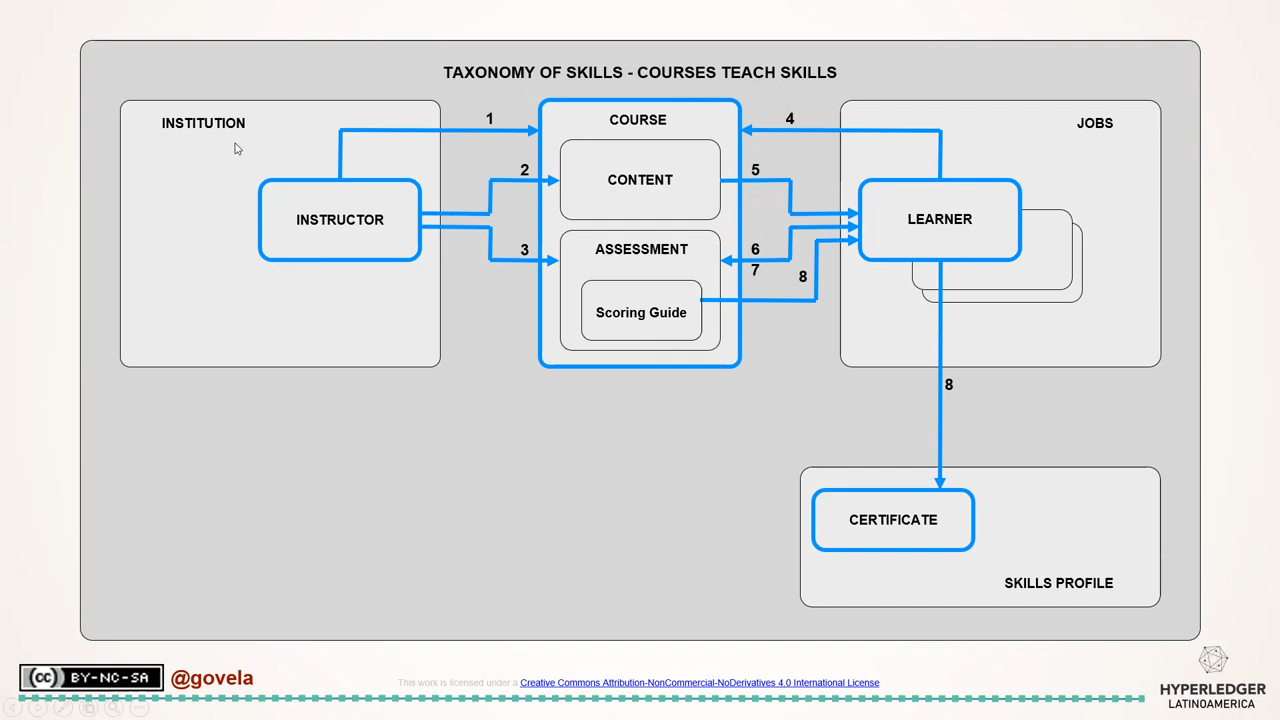 TAXONOMY OF SKILLS - COURSES TEACH SKILLS
INSTITUTION
1
COURSE
4
JOBS
INSTRUCTOR
2
CONTENT
5
LEARNER
3
ASSESSMENT
6
7
8
Scoring Guide
8
CERTIFICATE
SKILLS PROFILE
(cc) BY-NC-SA
@govela
This work is licensed under a Creative Commons Attribution-NonCommercial-NoDerivatives 4.0 International License
HYPERLEDGER
LATINOAMERICA